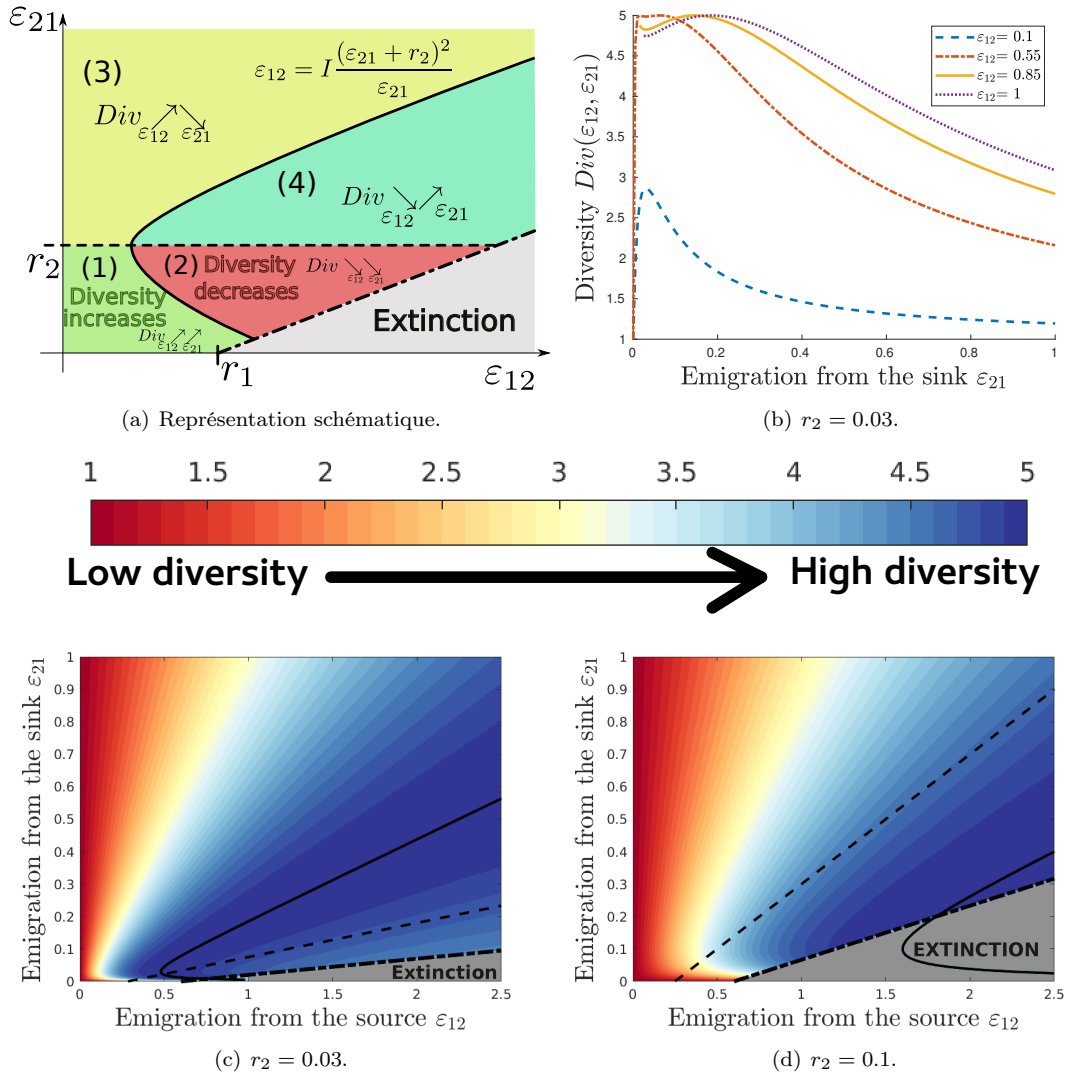 ε₂₁
(3)
Div ε₁₂↗ ε₂₁↘
ε₁₂ = I (ε₂₁ + r₂)² / ε₂₁
(4)
Div ε₁₂↘ ε₂₁↗
r₂
(1)
Diversity
increases
Div ε₁₂↗ ε₂₁↗
(2) Diversity
decreases
Div ε₁₂↘ ε₂₁↘
Extinction
r₁
ε₁₂
(a) Représentation schématique.
Diversity Div(ε₁₂, ε₂₁)
5
4.5
4
3.5
3
2.5
2
1.5
1
ε₁₂= 0.1
ε₁₂= 0.55
ε₁₂= 0.85
ε₁₂= 1
0 0.2 0.4 0.6 0.8 1
Emigration from the sink ε₂₁
(b) r₂ = 0.03.
1 1.5 2 2.5 3 3.5 4 4.5 5
Low diversity
High diversity
Emigration from the sink ε₂₁
1
0.9
0.8
0.7
0.6
0.5
0.4
0.3
0.2
0.1
0
Extinction
0 0.5 1 1.5 2 2.5
Emigration from the source ε₁₂
(c) r₂ = 0.03.
Emigration from the sink ε₂₁
1
0.9
0.8
0.7
0.6
0.5
0.4
0.3
0.2
0.1
0
EXTINCTION
0 0.5 1 1.5 2 2.5
Emigration from the source ε₁₂
(d) r₂ = 0.1.